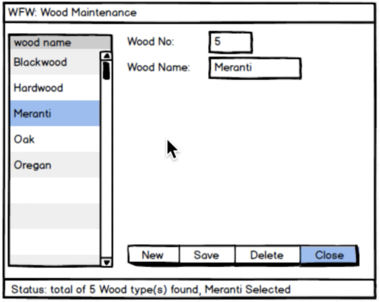 WFW: Wood Maintenance
wood name
Blackwood
Hardwood
Meranti
Oak
Oregan
Wood No: 5
Wood Name: Meranti
New Save Delete Close
Status: total of 5 Wood type(s) found, Meranti Selected